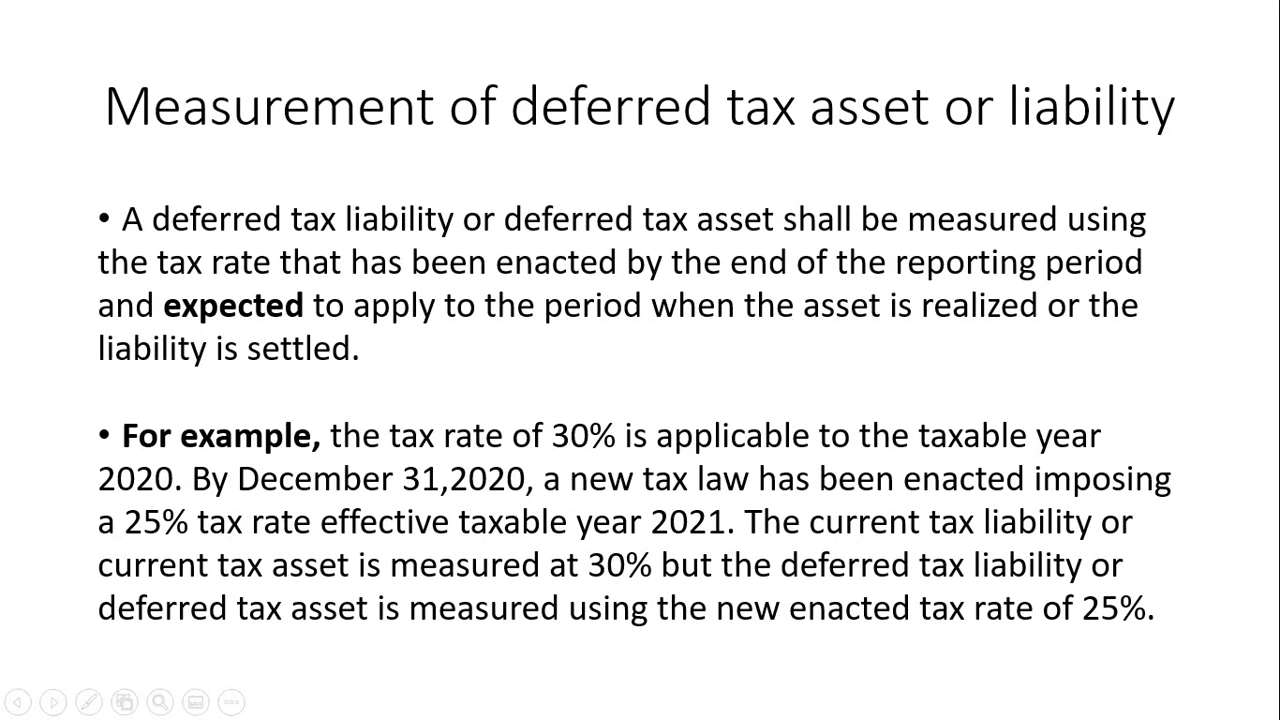 Measurement of deferred tax asset or liability
• A deferred tax liability or deferred tax asset shall be measured using
the tax rate that has been enacted by the end of the reporting period
and expected to apply to the period when the asset is realized or the
liability is settled.
• For example, the tax rate of 30% is applicable to the taxable year
2020. By December 31,2020, a new tax law has been enacted imposing
a 25% tax rate effective taxable year 2021. The current tax liability or
current tax asset is measured at 30% but the deferred tax liability or
deferred tax asset is measured using the new enacted tax rate of 25%.